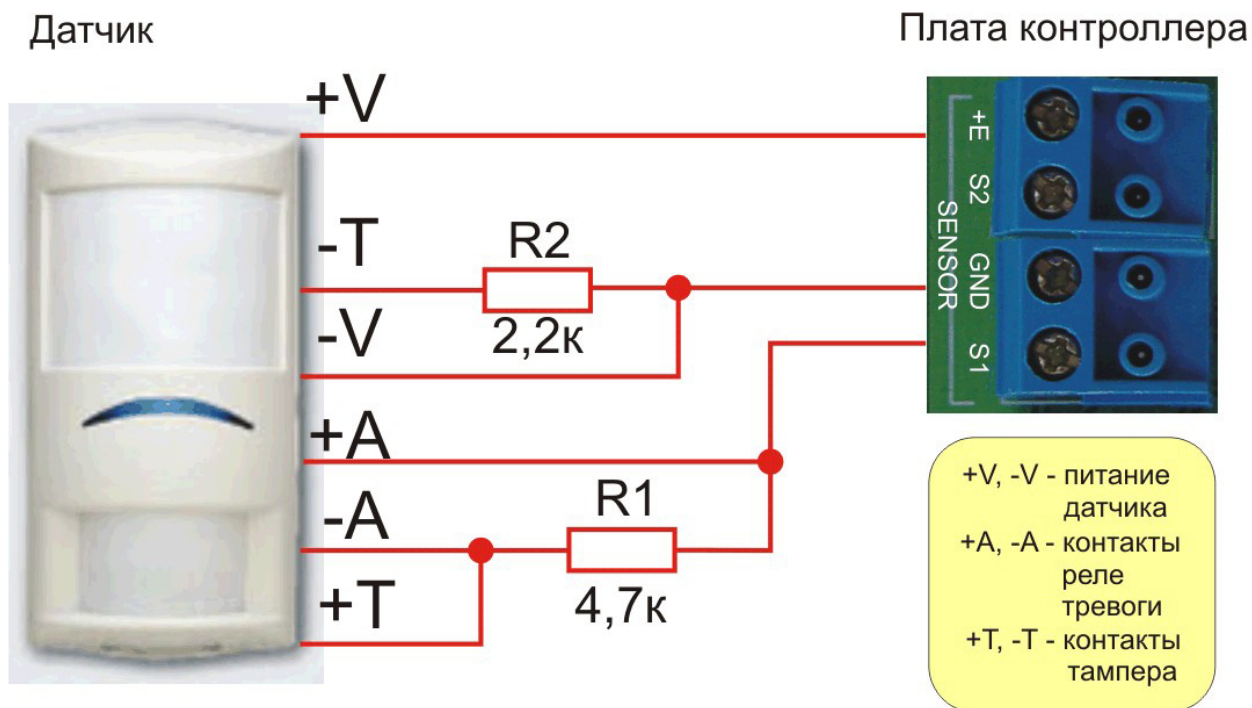 Датчик
Плата контроллера
+V
-T
R2
2,2к
-V
+A
-A
R1
4,7к
+T
+E
S2
GND
S1
SENSOR
+V, -V - питание
датчика
+A, -A - контакты
реле
тревоги
+T, -T - контакты
тампера